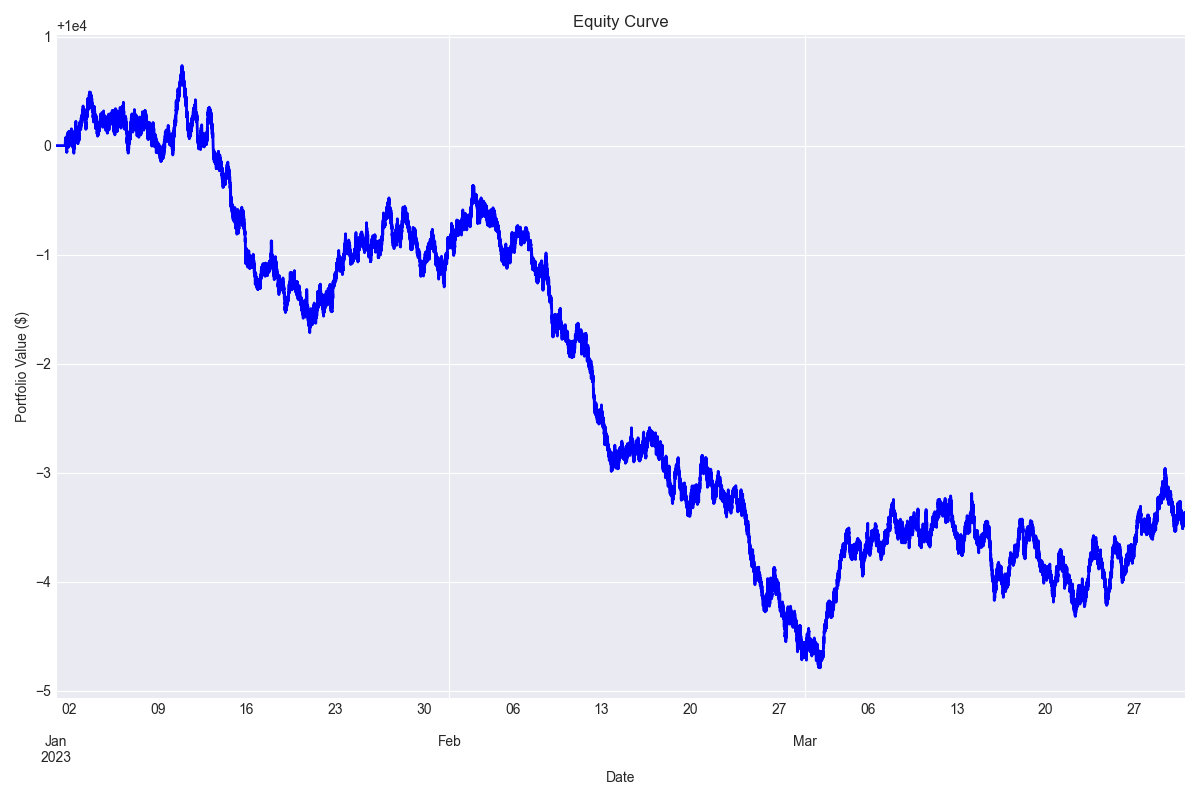 Equity Curve
+1e4
1
0
−1
−2
−3
−4
−5
Portfolio Value ($)
02 09 16 23 30 06 13 20 27 06 13 20 27
Jan Feb Mar
2023
Date